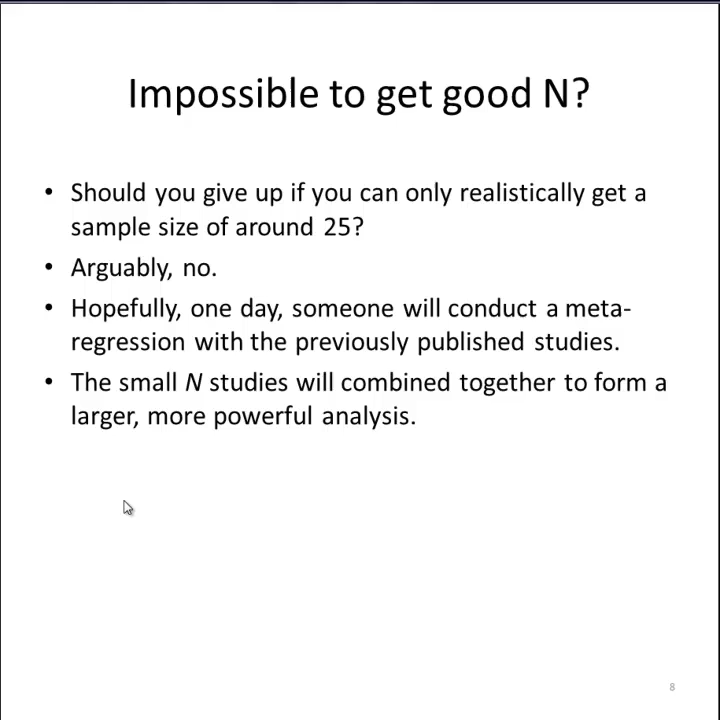 Impossible to get good N?
• Should you give up if you can only realistically get a
sample size of around 25?
• Arguably, no.
• Hopefully, one day, someone will conduct a meta-
regression with the previously published studies.
• The small N studies will combined together to form a
larger, more powerful analysis.
8